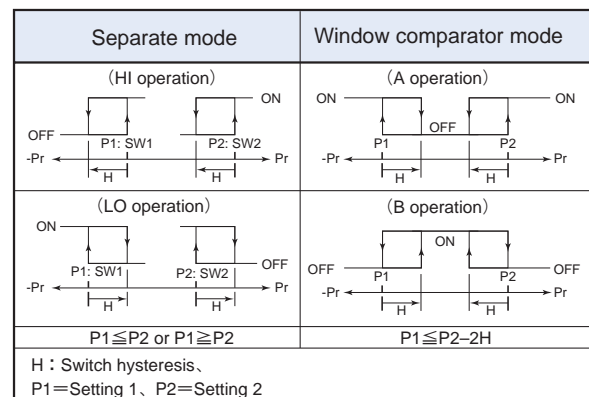 Separate mode
Window comparator mode
(HI operation)
ON
OFF
P1: SW1
P2: SW2
-Pr
Pr
H
H
(A operation)
ON
ON
OFF
P1
P2
-Pr
Pr
H
H
(LO operation)
ON
P1: SW1
P2: SW2
OFF
-Pr
Pr
H
H
(B operation)
ON
OFF
P1
P2
OFF
-Pr
Pr
H
H
P1≦P2 or P1≧P2
P1≦P2–2H
H：Switch hysteresis、
P1＝Setting 1、P2＝Setting 2